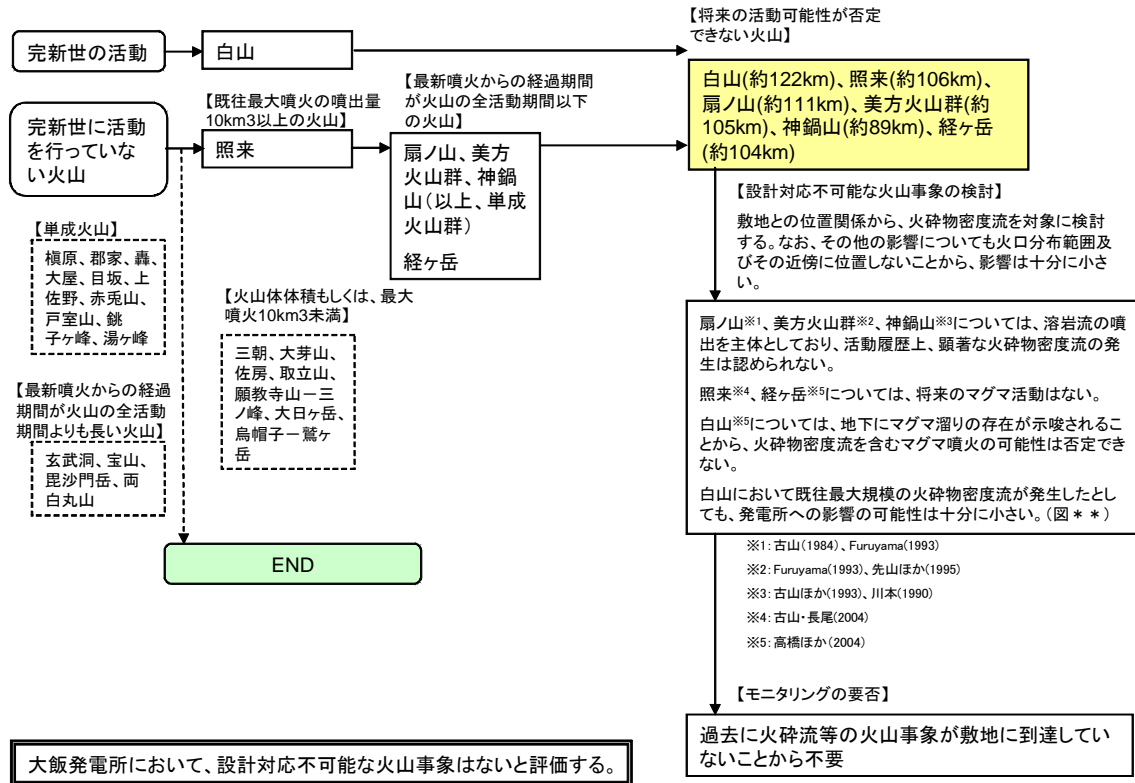 完新世の活動
白山
【将来の活動可能性が否定
できない火山】
白山(約122km)、照来(約106km)、
扇ノ山(約111km)、美方火山群(約
105km)、神鍋山(約89km)、経ヶ岳
(約104km)
完新世に活動
を行っていな
い火山
【既往最大噴火の噴出量
10km3以上の火山】
照来
【最新噴火からの経過期間
が火山の全活動期間以下
の火山】
扇ノ山、美方
火山群、神鍋
山(以上、単成
火山群)
経ヶ岳
【単成火山】
槇原、郡家、轟、
大屋、目坂、上
佐野、赤兎山、
戸室山、銚
子ヶ峰、湯ヶ峰
【最新噴火からの経過
期間が火山の全活動
期間よりも長い火山】
玄武洞、宝山、
毘沙門岳、両
白丸山
【火山体体積もしくは、最大
噴火10km3未満】
三朝、大芽山、
佐房、取立山、
願教寺山－三
ノ峰、大日ヶ岳、
烏帽子－鷲ヶ
岳
END
【設計対応不可能な火山事象の検討】
敷地との位置関係から、火砕物密度流を対象に検討
する。なお、その他の影響についても火口分布範囲及
びその近傍に位置しないことから、影響は十分に小さ
い。
扇ノ山※1、美方火山群※2、神鍋山※3については、溶岩流の噴
出を主体としており、活動履歴上、顕著な火砕物密度流の発
生は認められない。
照来※4、経ヶ岳※5については、将来のマグマ活動はない。
白山※5については、地下にマグマ溜りの存在が示唆されるこ
とから、火砕物密度流を含むマグマ噴火の可能性は否定でき
ない。
白山において既往最大規模の火砕物密度流が発生したとし
ても、発電所への影響の可能性は十分に小さい。(図＊＊)
※1:古山(1984)、Furuyama(1993)
※2:Furuyama(1993)、先山ほか(1995)
※3:古山ほか(1993)、川本(1990)
※4:古山・長尾(2004)
※5:高橋ほか(2004)
【モニタリングの要否】
過去に火砕流等の火山事象が敷地に到達してい
ないことから不要
大飯発電所において、設計対応不可能な火山事象はないと評価する。